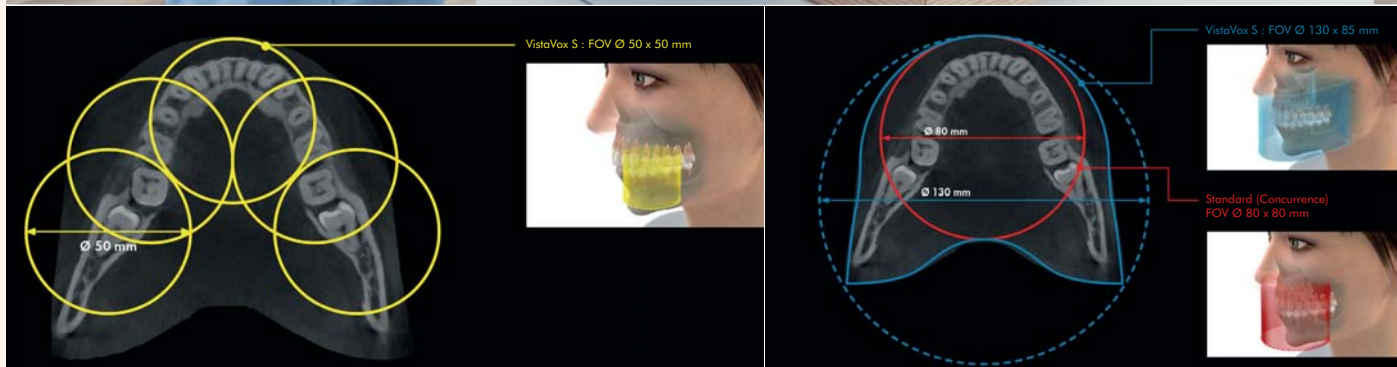 VistaVox S : FOV Ø 50 x 50 mm
Ø 50 mm
VistaVox S : FOV Ø 130 x 85 mm
Ø 80 mm
Ø 130 mm
Standard (Concurrence)
FOV Ø 80 x 80 mm